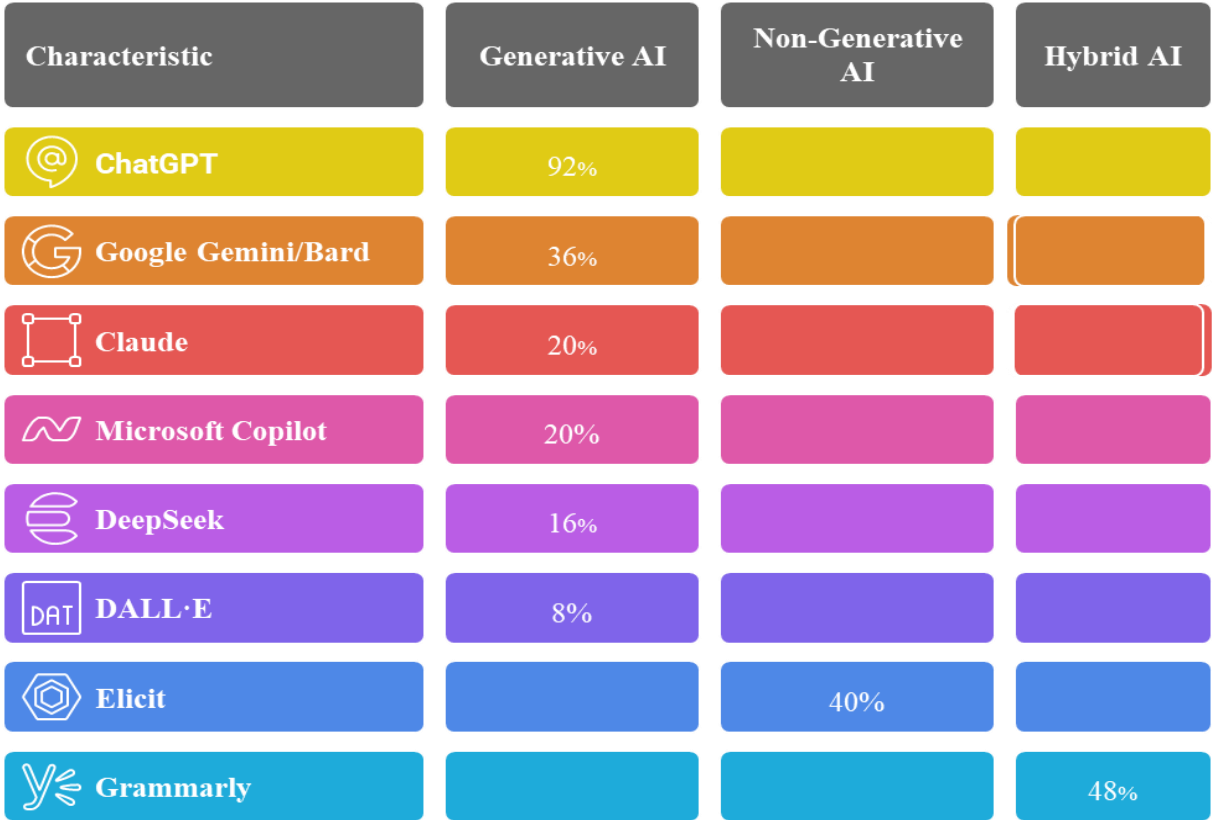 Characteristic Generative AI Non-Generative AI Hybrid AI
ChatGPT 92%
Google Gemini/Bard 36%
Claude 20%
Microsoft Copilot 20%
DeepSeek 16%
DAT DALL·E 8%
Elicit 40%
Grammarly 48%